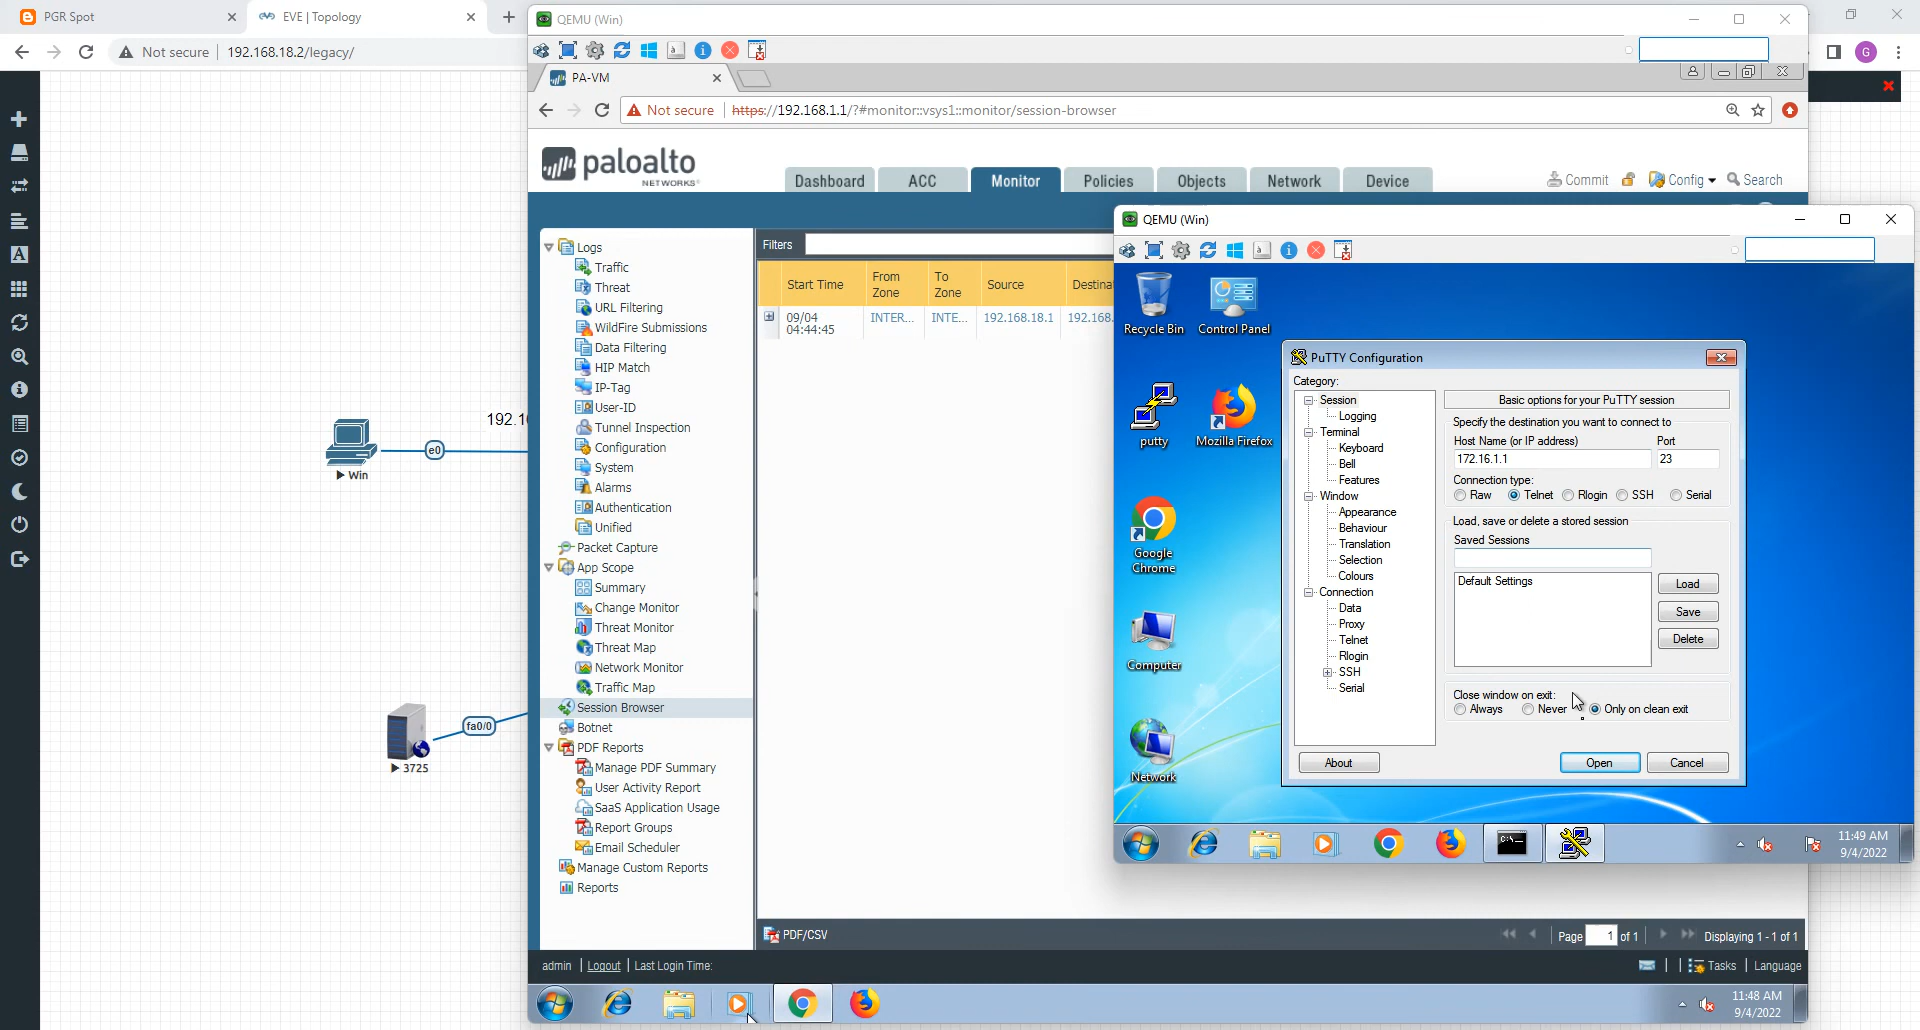 PGR Spot
EVE | Topology
Not secure
192.168.18.2/legacy/
G
192.1
e0
Win
fa0/0
3725
QEMU (Win)
PA-VM
Not secure
https://192.168.1.1/?#monitor::vsys1::monitor/session-browser
paloalto
NETWORKS
Dashboard
ACC
Monitor
Policies
Objects
Network
Device
Commit
Config
Search
Logs
Traffic
Threat
URL Filtering
WildFire Submissions
Data Filtering
HIP Match
IP-Tag
User-ID
Tunnel Inspection
Configuration
System
Alarms
Authentication
Unified
Packet Capture
App Scope
Summary
Change Monitor
Threat Monitor
Threat Map
Network Monitor
Traffic Map
Session Browser
Botnet
PDF Reports
Manage PDF Summary
User Activity Report
SaaS Application Usage
Report Groups
Email Scheduler
Manage Custom Reports
Reports
Filters
Start Time
From Zone
To Zone
Source
Destina
09/04 04:44:45
INTER...
INTE...
192.168.18.1
192.168.
PDF/CSV
Page 1 of 1
Displaying 1 - 1 of 1
admin
Logout
Last Login Time:
Tasks
Language
11:48 AM
9/4/2022
QEMU (Win)
Recycle Bin
Control Panel
putty
Mozilla Firefox
Google Chrome
Computer
Network
PuTTY Configuration
Category:
Session
Logging
Terminal
Keyboard
Bell
Features
Window
Appearance
Behaviour
Translation
Selection
Colours
Connection
Data
Proxy
Telnet
Rlogin
SSH
Serial
Basic options for your PuTTY session
Specify the destination you want to connect to
Host Name (or IP address)
Port
172.16.1.1
23
Connection type:
Raw
Telnet
Rlogin
SSH
Serial
Load, save or delete a stored session
Saved Sessions
Default Settings
Load
Save
Delete
Close window on exit:
Always
Never
Only on clean exit
About
Open
Cancel
11:49 AM
9/4/2022